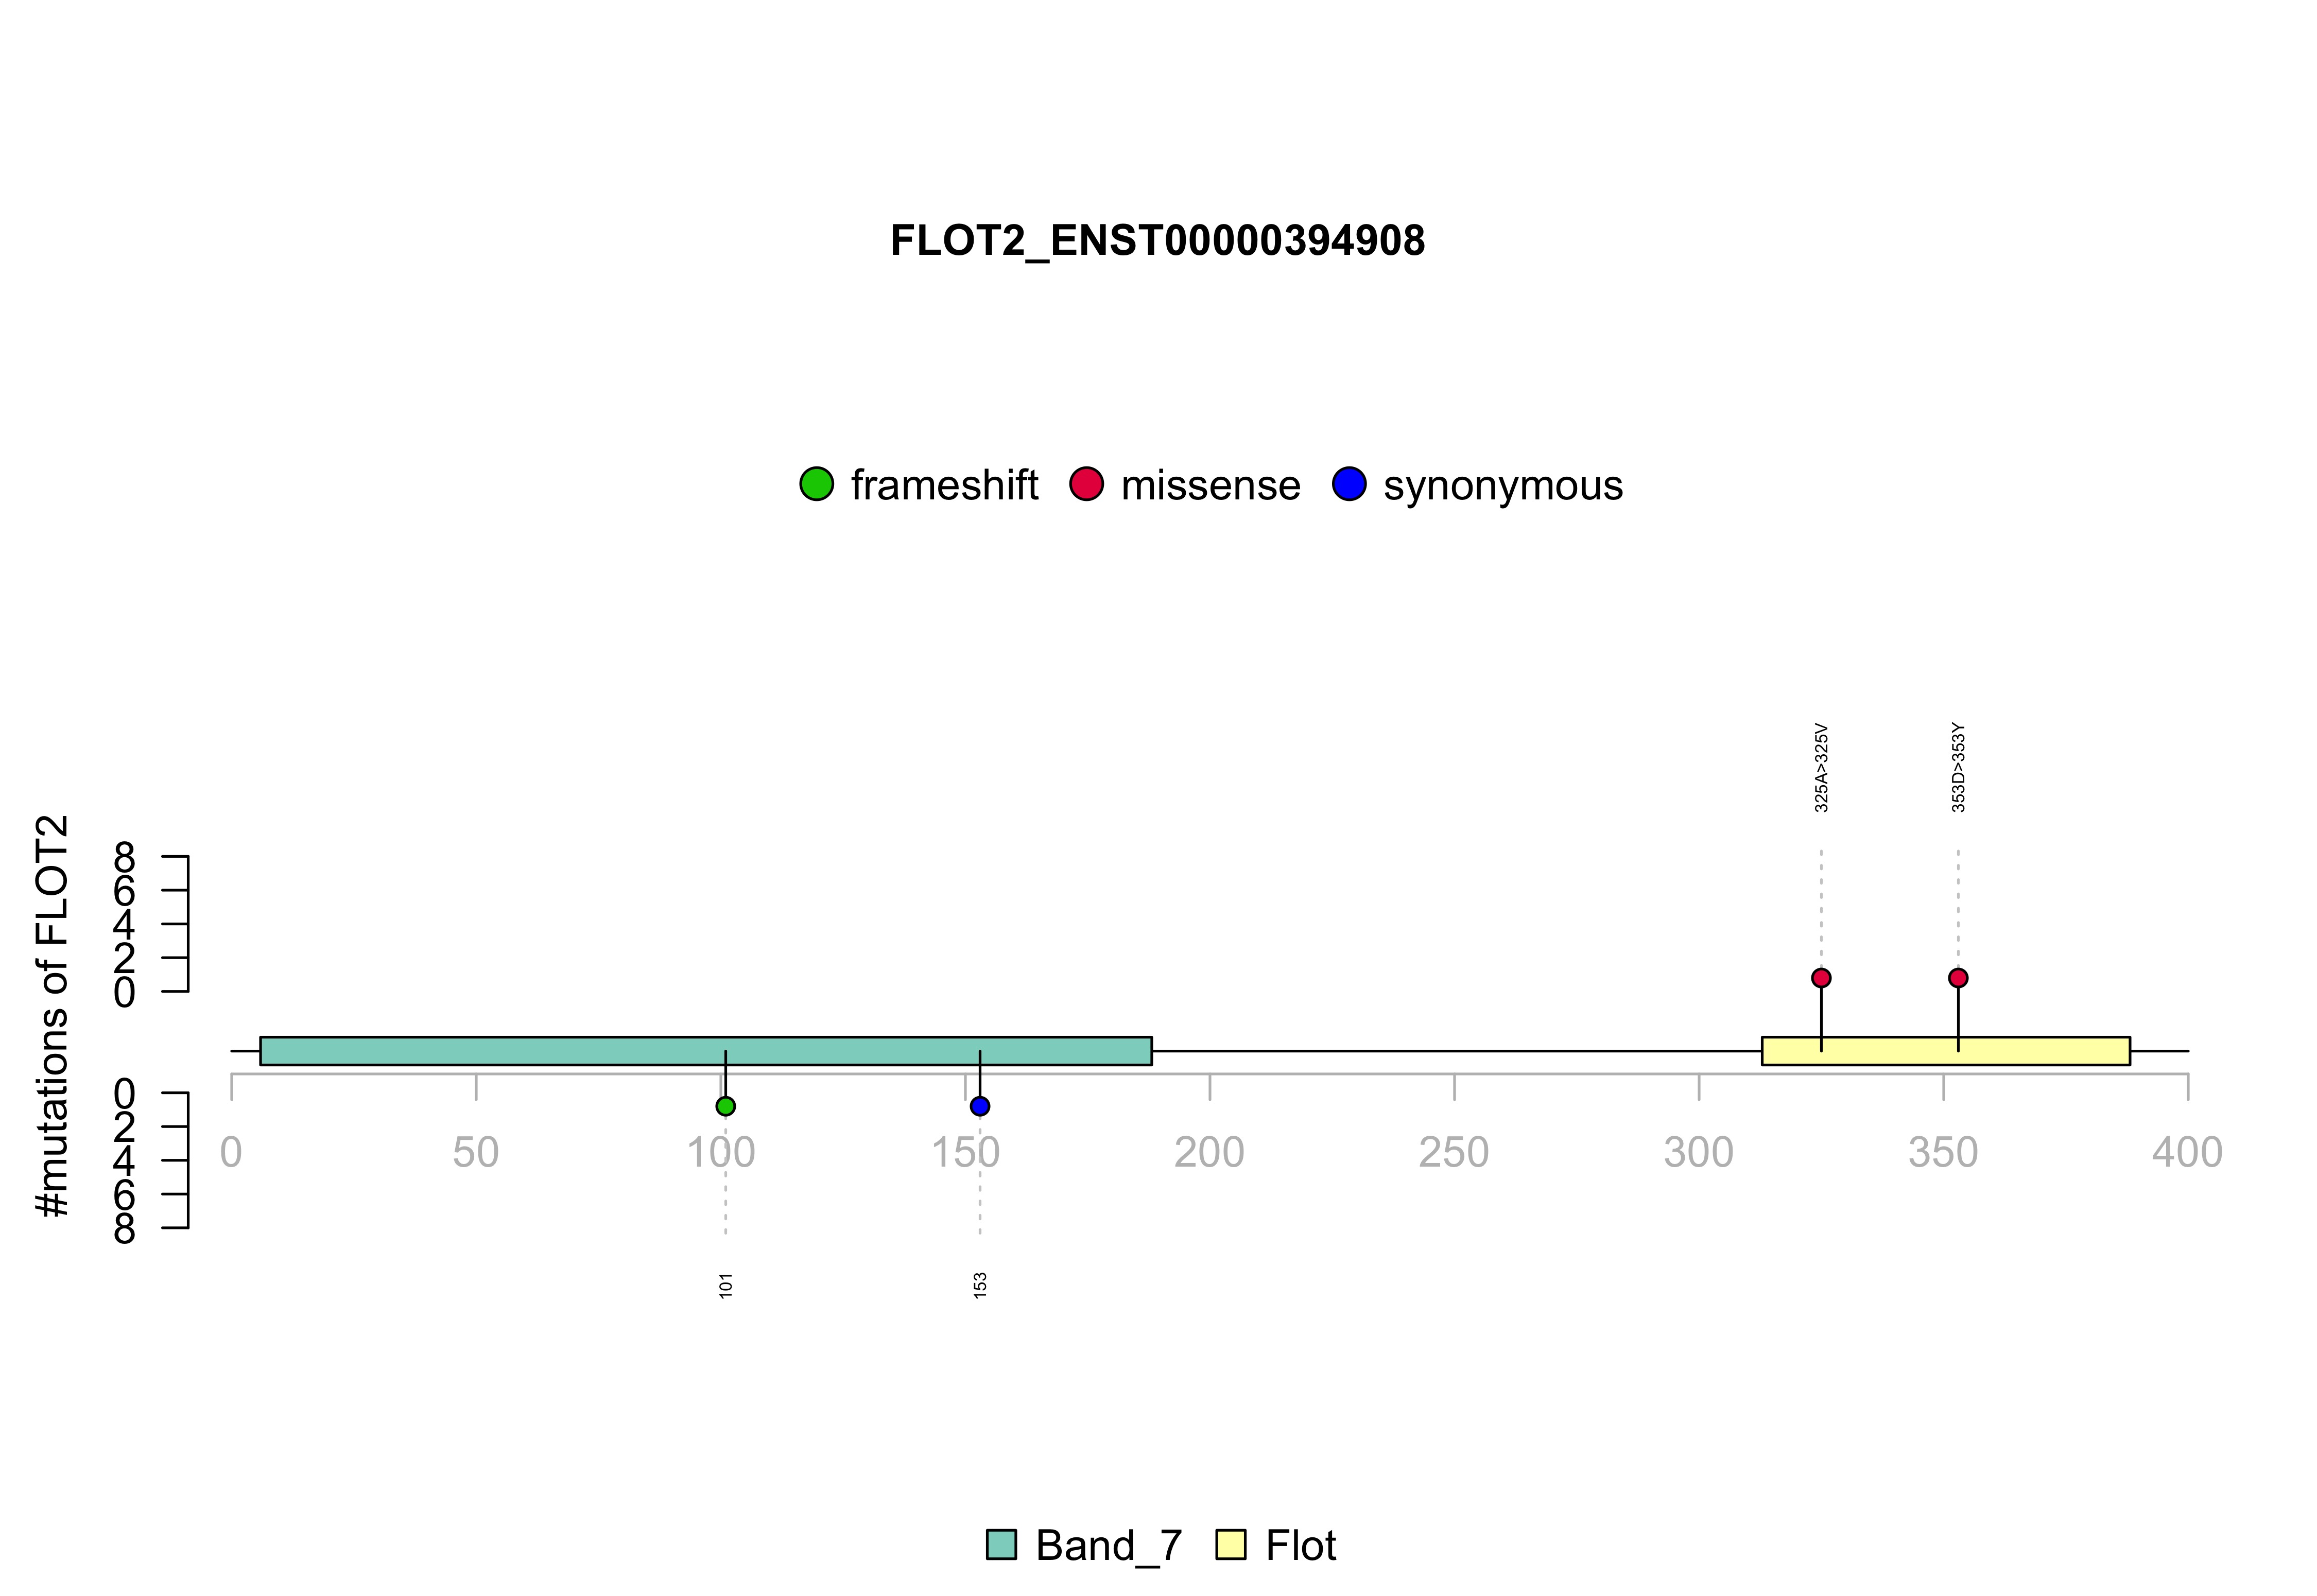 FLOT2_ENST00000394908
frameshift missense synonymous
325A>325V 353D>353Y
#mutations of FLOT2
8
6
4
2
0
0
2
4
6
8
0 50 100 150 200 250 300 350 400
101 153
Band_7 Flot